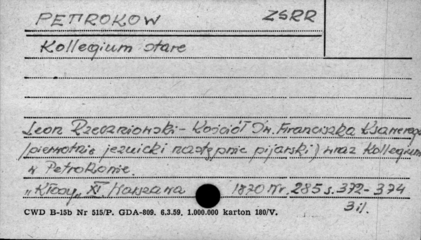 PETROKOW ZSRR
Kollegium stare
Leon Rzeczniowski - Kościół Św. Franciszka Ksawerego
(pierwotnie jezuicki następnie pijarski) wraz Kollegium
w Petrokowie.
"Kłosy" XI. Warszawa 1870 Nr. 285 s. 372-374
3 il.
CWD B-15b Nr 515/P. GDA-809. 6.3.59. 1.000.000 karton 180/V.